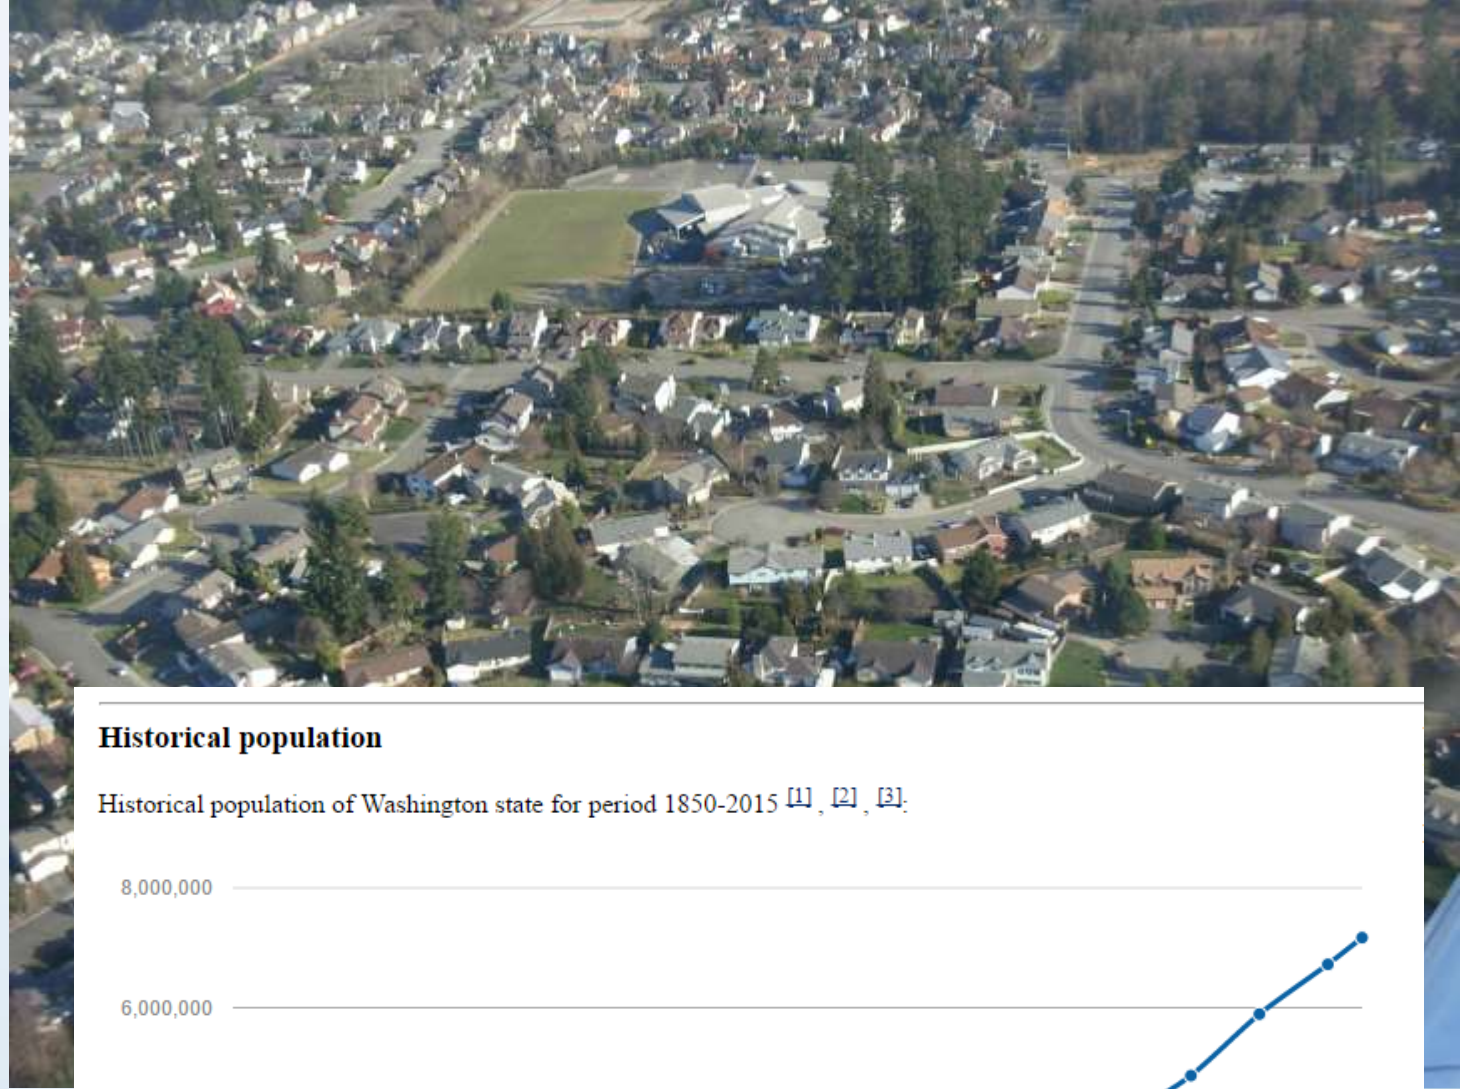 Historical population
Historical population of Washington state for period 1850-2015 [1] , [2] , [3]:
8,000,000
6,000,000